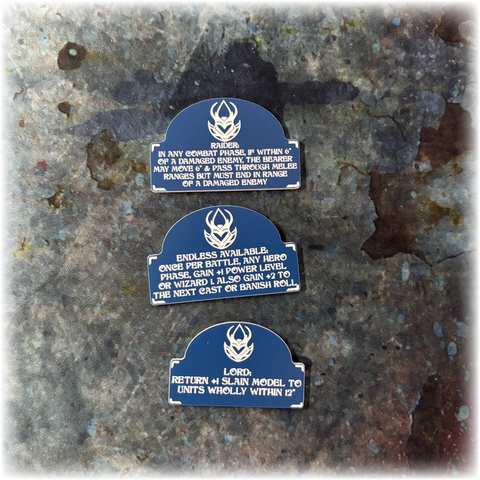 RAIDER:
IN ANY COMBAT PHASE, IF WITHIN 6"
OF A DAMAGED ENEMY, THE BEARER
MAY MOVE 6" & PASS THROUGH MELEE
RANGES BUT MUST END IN RANGE
OF A DAMAGED ENEMY
ENDLESS AVAILABLE:
ONCE PER BATTLE, ANY HERO
PHASE, GAIN +1 POWER LEVEL
OR WIZARD 1. ALSO GAIN +2 TO
THE NEXT CAST OR BANISH ROLL
LORD:
RETURN +1 SLAIN MODEL TO
UNITS WHOLLY WITHIN 12"